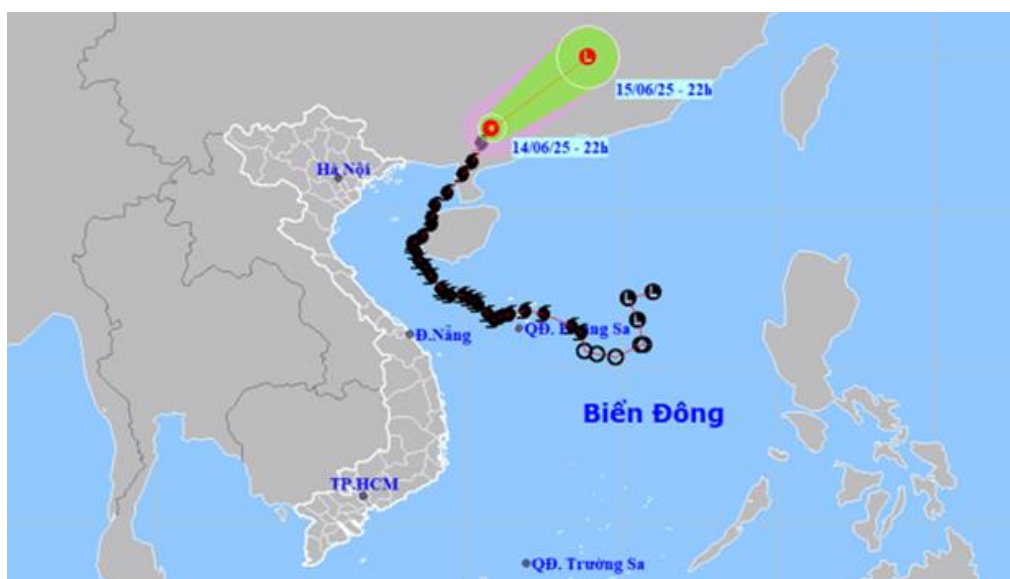 15/06/25 - 22h
14/06/25 - 22h
Hà Nội
QĐ. Sa
Đ.Nẵng
Biển Đông
TP.HCM
QĐ. Trường Sa